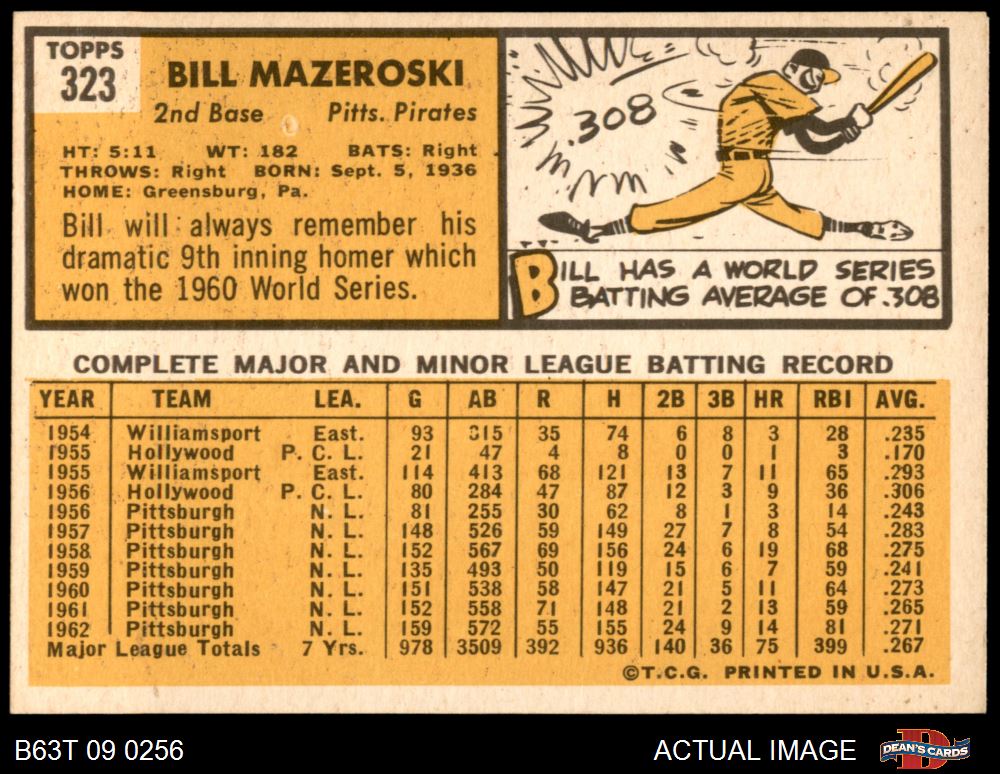 TOPPS
323
BILL MAZEROSKI
2nd Base Pitts. Pirates
HT: 5:11 WT: 182 BATS: Right
THROWS: Right BORN: Sept. 5, 1936
HOME: Greensburg, Pa.
Bill will always remember his
dramatic 9th inning homer which
won the 1960 World Series.
.308
BILL HAS A WORLD SERIES
BATTING AVERAGE OF .308
COMPLETE MAJOR AND MINOR LEAGUE BATTING RECORD
YEAR TEAM LEA. G AB R H 2B 3B HR RBI AVG.
1954 Williamsport East. 93 315 35 74 6 8 3 28 .235
1955 Hollywood P. C. L. 21 47 4 8 0 0 1 3 .170
1955 Williamsport East. 114 413 68 121 13 7 11 65 .293
1956 Hollywood P. C. L. 80 284 47 87 12 3 9 36 .306
1956 Pittsburgh N. L. 81 255 30 62 8 1 3 14 .243
1957 Pittsburgh N. L. 148 526 59 149 27 7 8 54 .283
1958 Pittsburgh N. L. 152 567 69 156 24 6 19 68 .275
1959 Pittsburgh N. L. 135 493 50 119 15 6 7 59 .241
1960 Pittsburgh N. L. 151 538 58 147 21 5 11 64 .273
1961 Pittsburgh N. L. 152 558 71 148 21 2 13 59 .265
1962 Pittsburgh N. L. 159 572 55 155 24 9 14 81 .271
Major League Totals 7 Yrs. 978 3509 392 936 140 36 75 399 .267
©T.C.G. PRINTED IN U.S.A.
B63T 09 0256 ACTUAL IMAGE DEAN'S CARDS